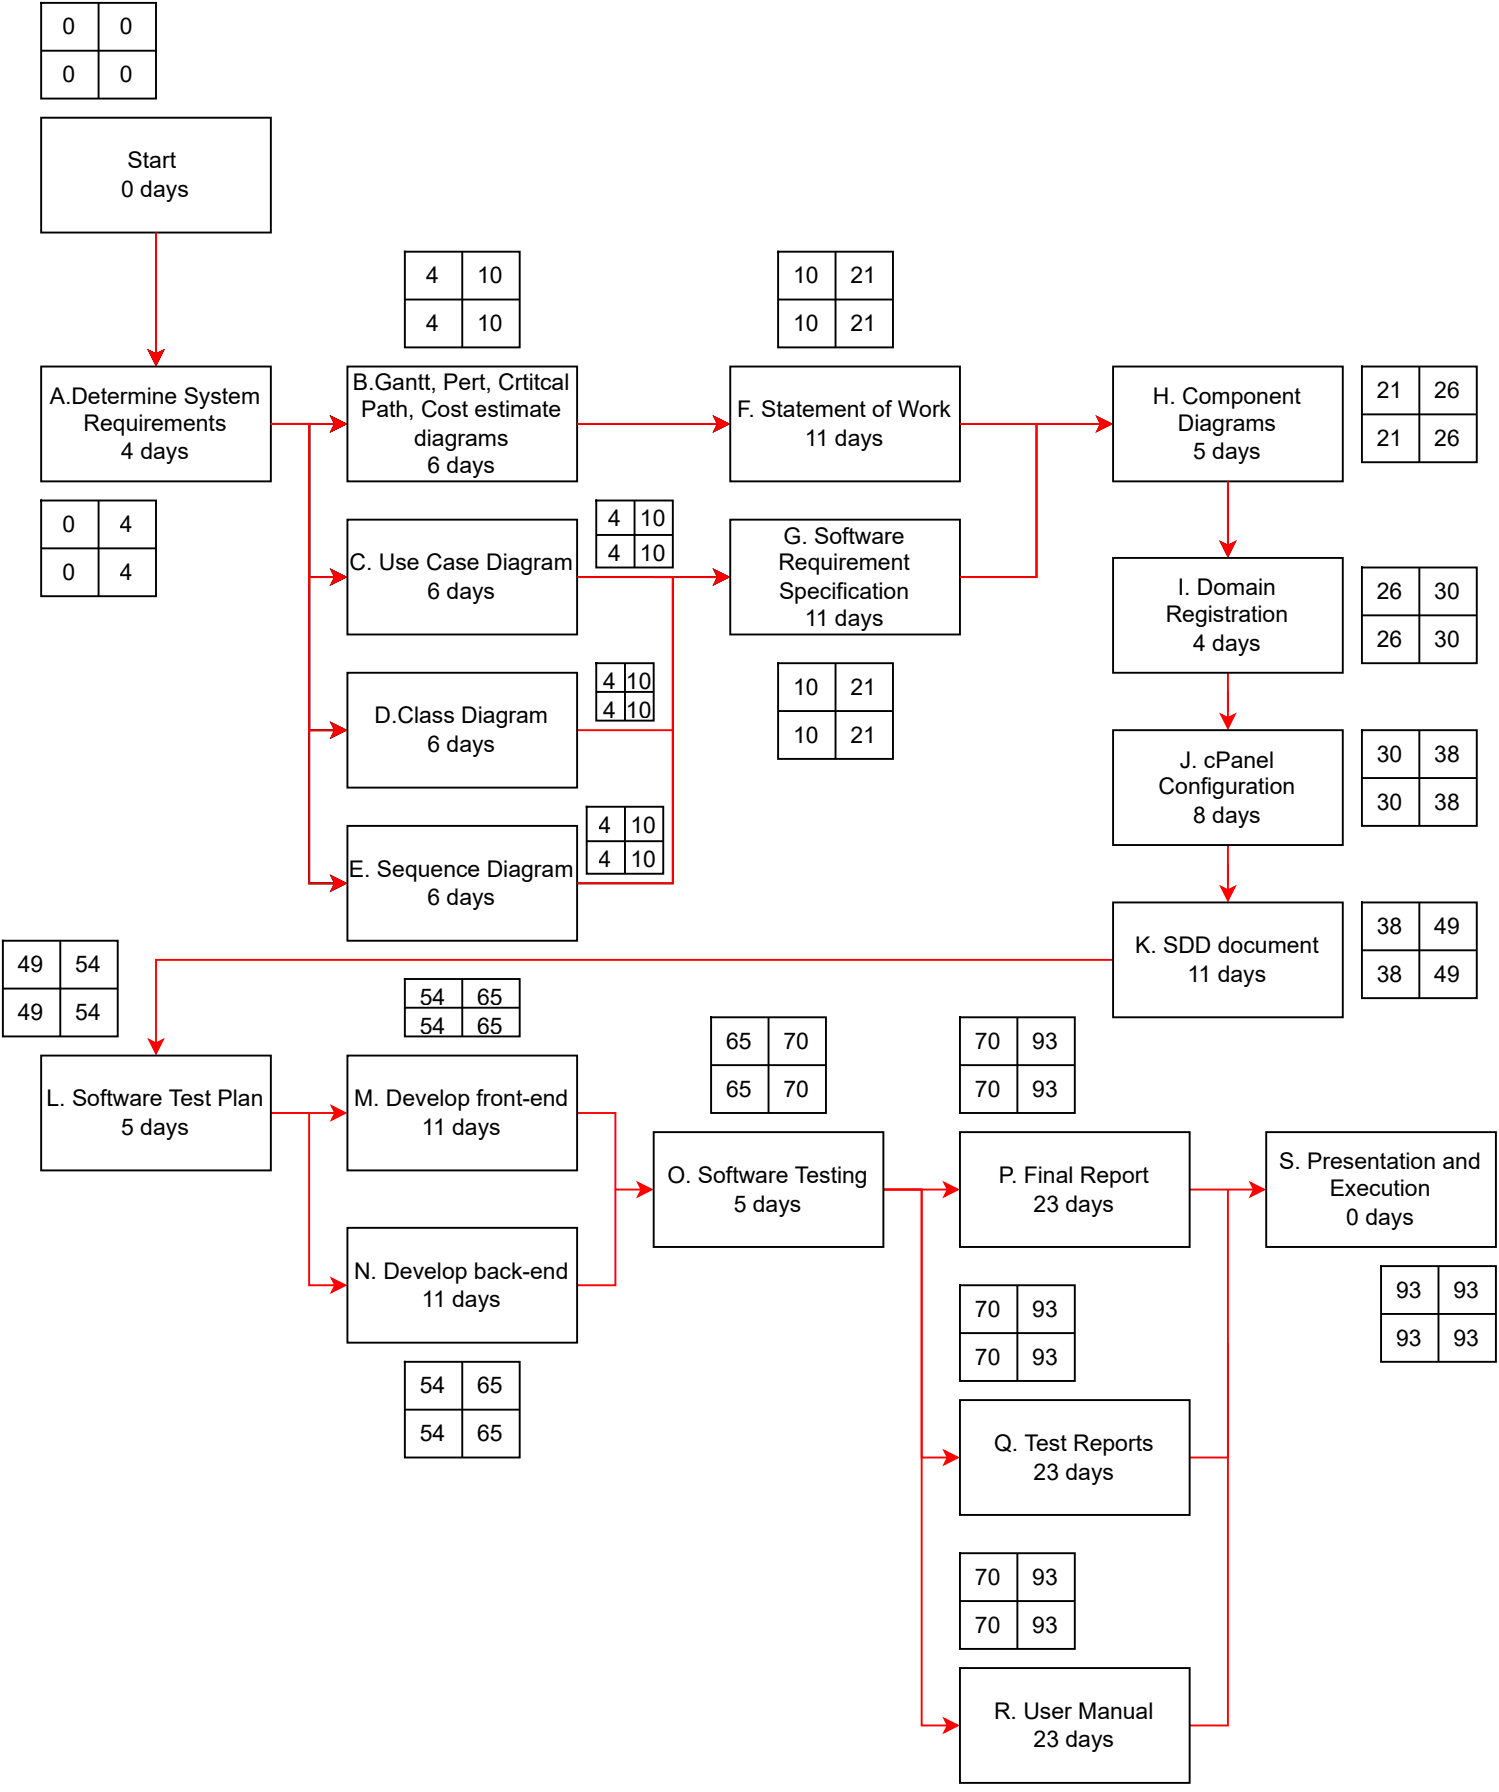 0 0
0 0
Start
0 days
4 10
4 10
10 21
10 21
A.Determine System
Requirements
4 days
0 4
0 4
B.Gantt, Pert, Crtitcal
Path, Cost estimate
diagrams
6 days
F. Statement of Work
11 days
H. Component
Diagrams
5 days
21 26
21 26
C. Use Case Diagram
6 days
4 10
4 10
G. Software
Requirement
Specification
11 days
10 21
10 21
I. Domain
Registration
4 days
26 30
26 30
D.Class Diagram
6 days
4 10
4 10
J. cPanel
Configuration
8 days
30 38
30 38
E. Sequence Diagram
6 days
4 10
4 10
K. SDD document
11 days
38 49
38 49
49 54
49 54
L. Software Test Plan
5 days
54 65
54 65
M. Develop front-end
11 days
N. Develop back-end
11 days
54 65
54 65
65 70
65 70
O. Software Testing
5 days
70 93
70 93
P. Final Report
23 days
S. Presentation and
Execution
0 days
93 93
93 93
70 93
70 93
Q. Test Reports
23 days
70 93
70 93
R. User Manual
23 days